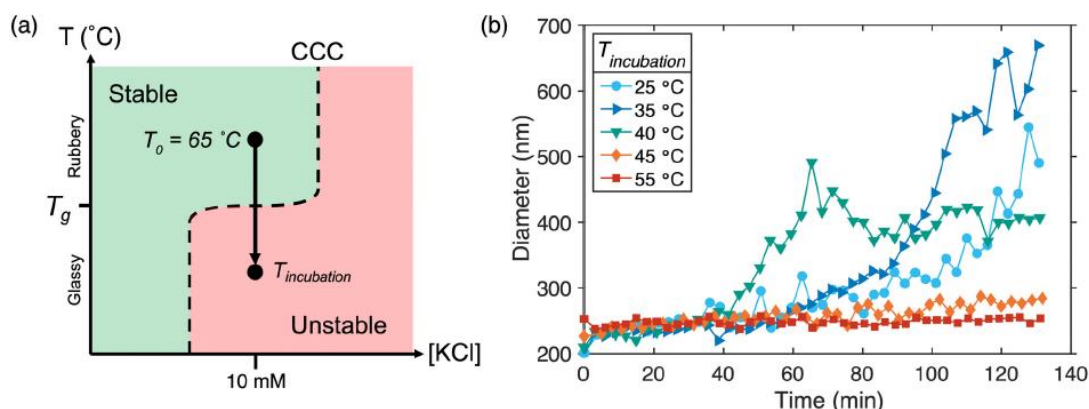 (a)
T (˚C)
CCC
Stable
T₀ = 65 ˚C
Rubbery
T_g
Glassy
T_incubation
Unstable
[KCl]
10 mM
(b)
Diameter (nm)
700
600
500
400
300
200
T_incubation
25 °C
35 °C
40 °C
45 °C
55 °C
0 20 40 60 80 100 120 140
Time (min)